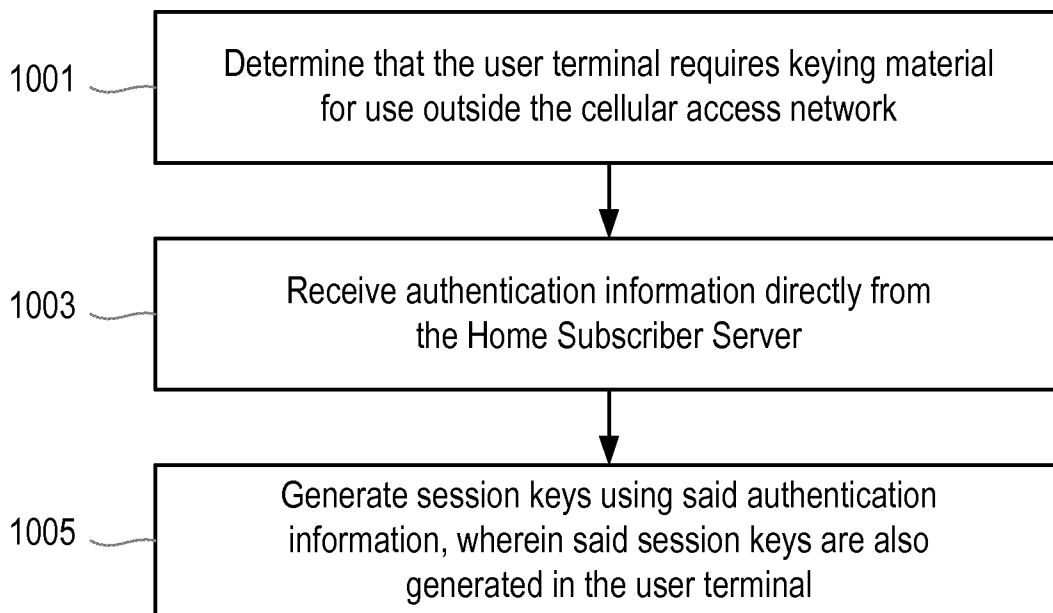 1001
Determine that the user terminal requires keying material
for use outside the cellular access network
1003
Receive authentication information directly from
the Home Subscriber Server
1005
Generate session keys using said authentication
information, wherein said session keys are also
generated in the user terminal